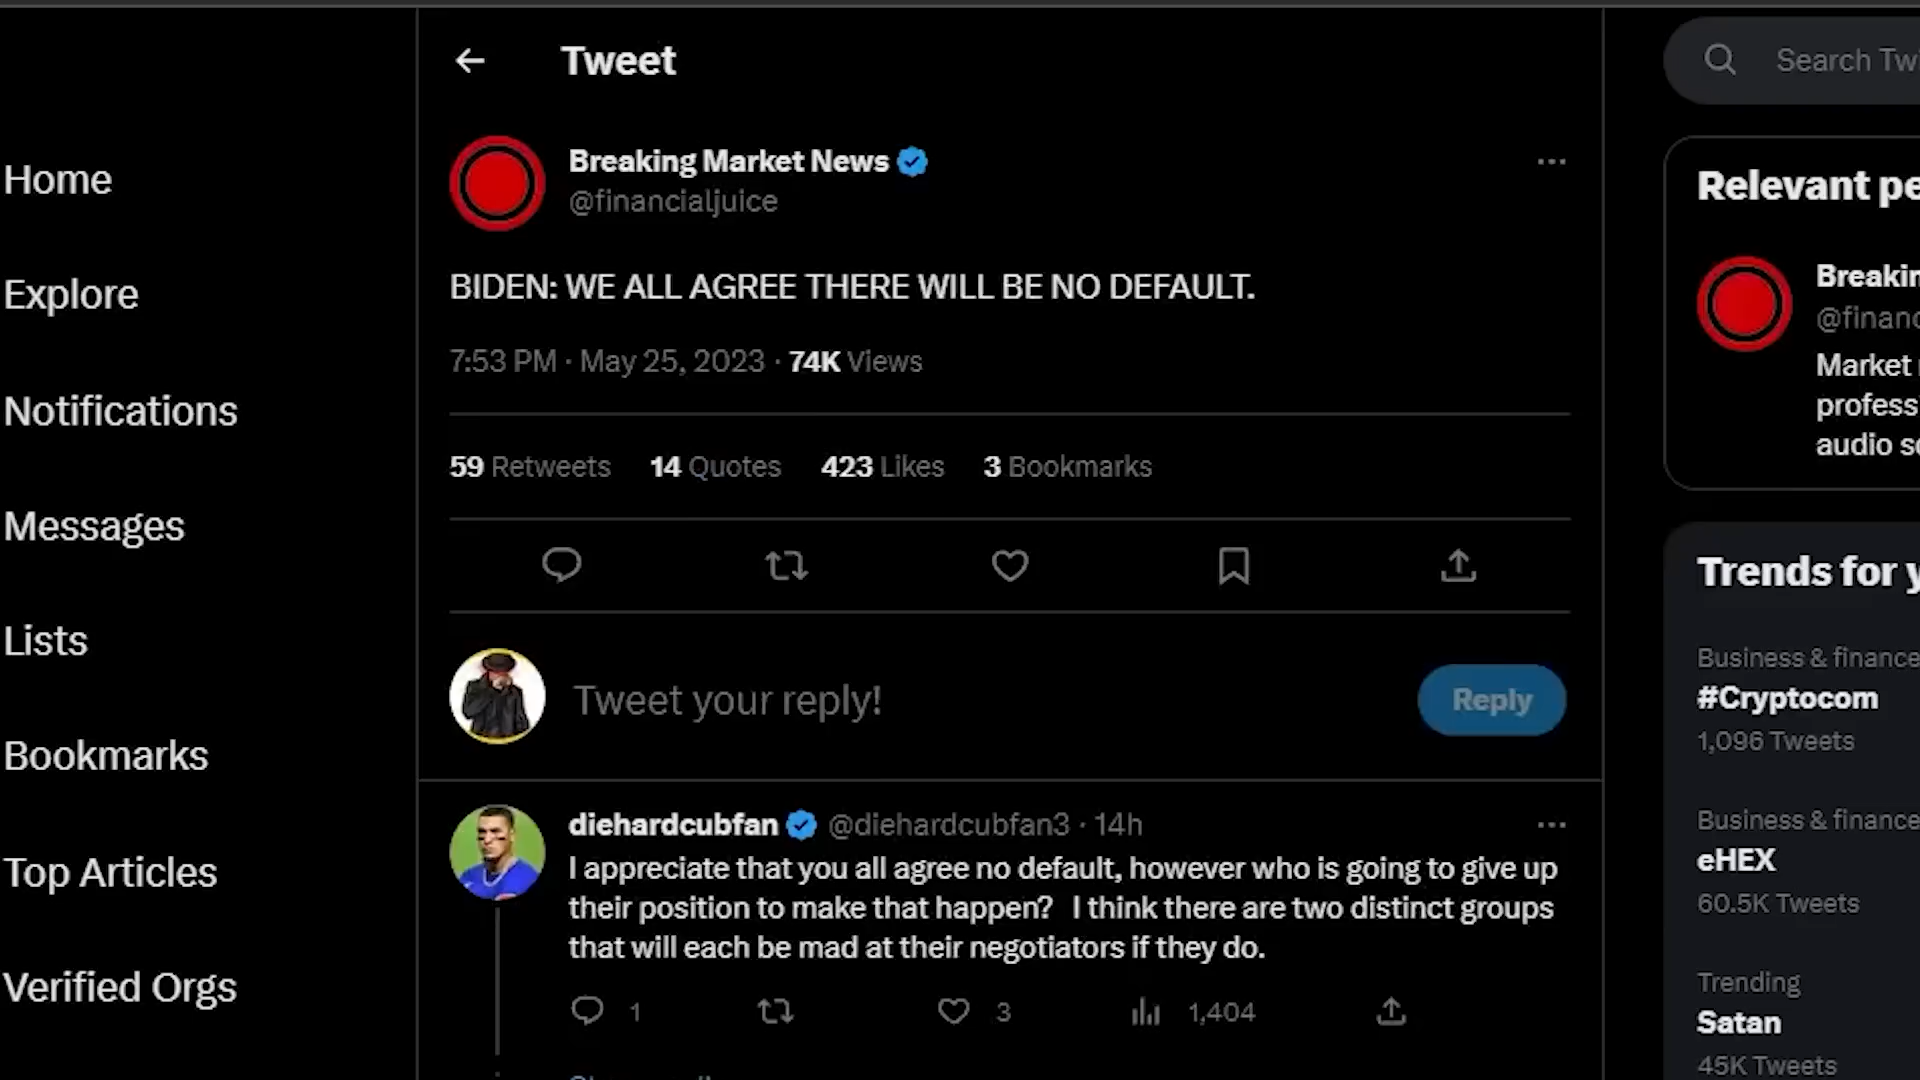 Home
Explore
Notifications
Messages
Lists
Bookmarks
Top Articles
Verified Orgs
Tweet
Breaking Market News
@financialjuice
BIDEN: WE ALL AGREE THERE WILL BE NO DEFAULT.
7:53 PM · May 25, 2023 · 74K Views
59 Retweets 14 Quotes 423 Likes 3 Bookmarks
Tweet your reply!
Reply
diehardcubfan @diehardcubfan3 · 14h
I appreciate that you all agree no default, however who is going to give up
their position to make that happen? I think there are two distinct groups
that will each be mad at their negotiators if they do.
1 3 1,404
Search Tw
Relevant pe
Breakin
@financ
Market
profess
audio
Trends for y
Business & finance
#Cryptocom
1,096 Tweets
Business & finance
eHEX
60.5K Tweets
Trending
Satan
45K Tweets